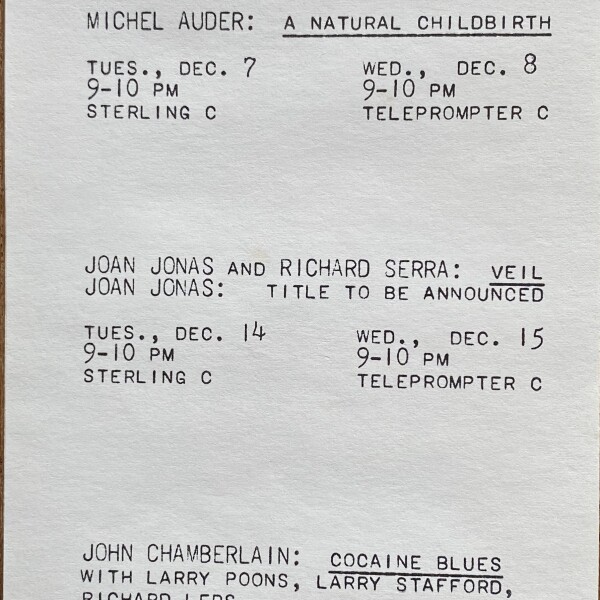 MICHEL AUDER: A NATURAL CHILDBIRTH
TUES., DEC. 7 WED., DEC. 8
9-10 PM 9-10 PM
STERLING C TELEPROMPTER C
JOAN JONAS AND RICHARD SERRA: VEIL
JOAN JONAS: TITLE TO BE ANNOUNCED
TUES., DEC. 14 WED., DEC. 15
9-10 PM 9-10 PM
STERLING C TELEPROMPTER C
JOHN CHAMBERLAIN: COCAINE BLUES
WITH LARRY POONS, LARRY STAFFORD,
RICHARD